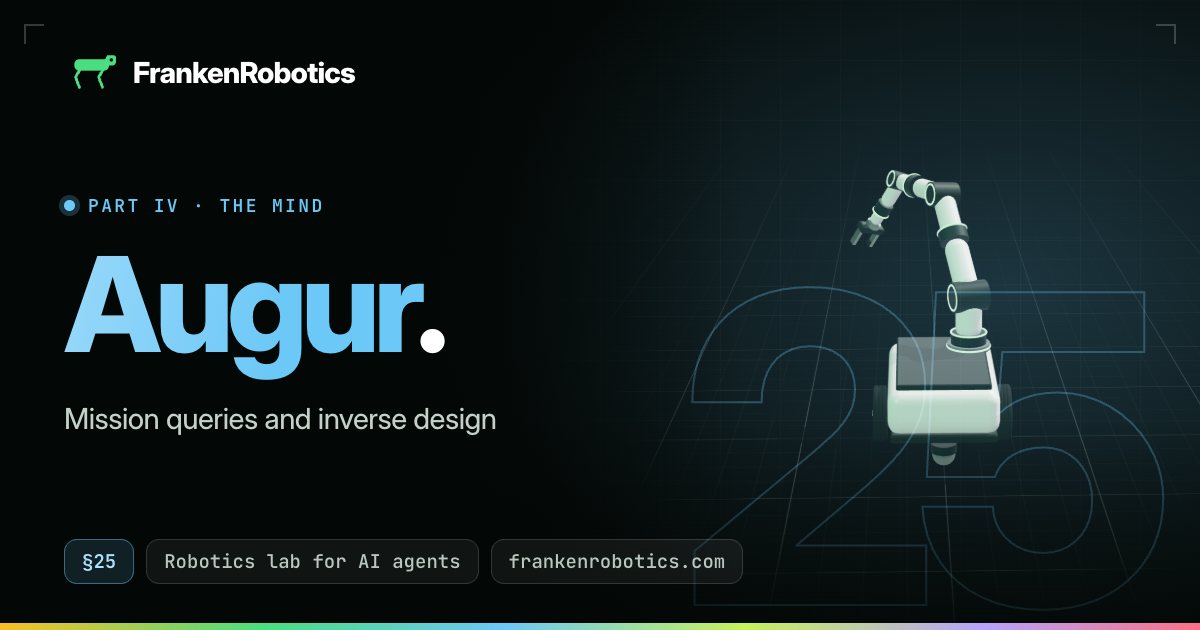 FrankenRobotics
PART IV · THE MIND
Augur.
Mission queries and inverse design
25
§25
Robotics lab for AI agents
frankenrobotics.com